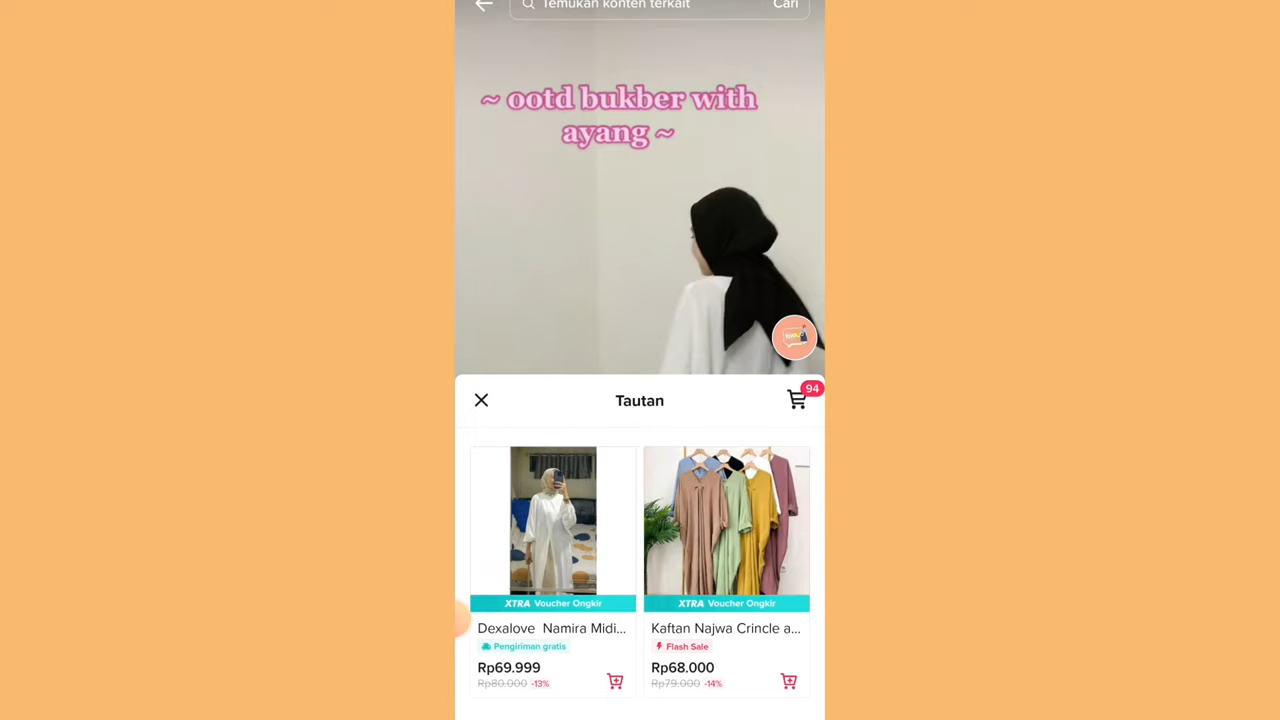 Temukan konten terkait
Cari
~ ootd bukber with
ayang ~
Tautan
94
XTRA Voucher Ongkir
XTRA Voucher Ongkir
Dexalove Namira Midi...
Kaftan Najwa Crincle a...
Pengiriman gratis
Flash Sale
Rp69.999
Rp68.000
Rp80.000 -13%
Rp79.000 -14%